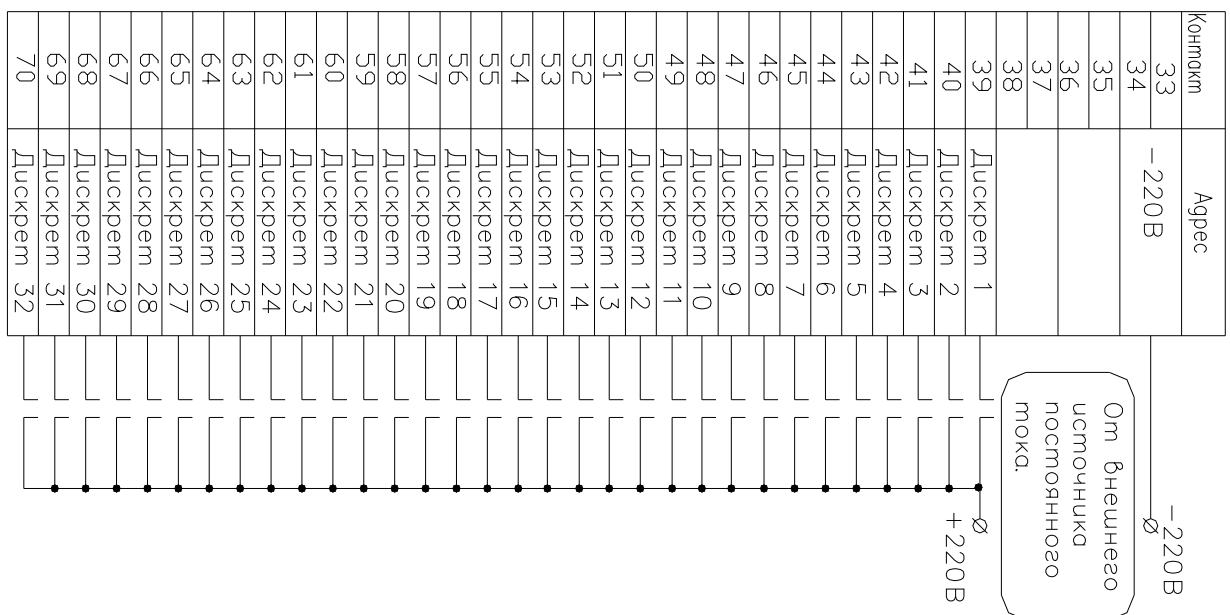 Контакт Адрес
33
34 -220В
35
36
37
38
39 Дискрет 1
40 Дискрет 2
41 Дискрет 3
42 Дискрет 4
43 Дискрет 5
44 Дискрет 6
45 Дискрет 7
46 Дискрет 8
47 Дискрет 9
48 Дискрет 10
49 Дискрет 11
50 Дискрет 12
51 Дискрет 13
52 Дискрет 14
53 Дискрет 15
54 Дискрет 16
55 Дискрет 17
56 Дискрет 18
57 Дискрет 19
58 Дискрет 20
59 Дискрет 21
60 Дискрет 22
61 Дискрет 23
62 Дискрет 24
63 Дискрет 25
64 Дискрет 26
65 Дискрет 27
66 Дискрет 28
67 Дискрет 29
68 Дискрет 30
69 Дискрет 31
70 Дискрет 32
-220В
От внешнего
источника
постоянного
тока.
+220В